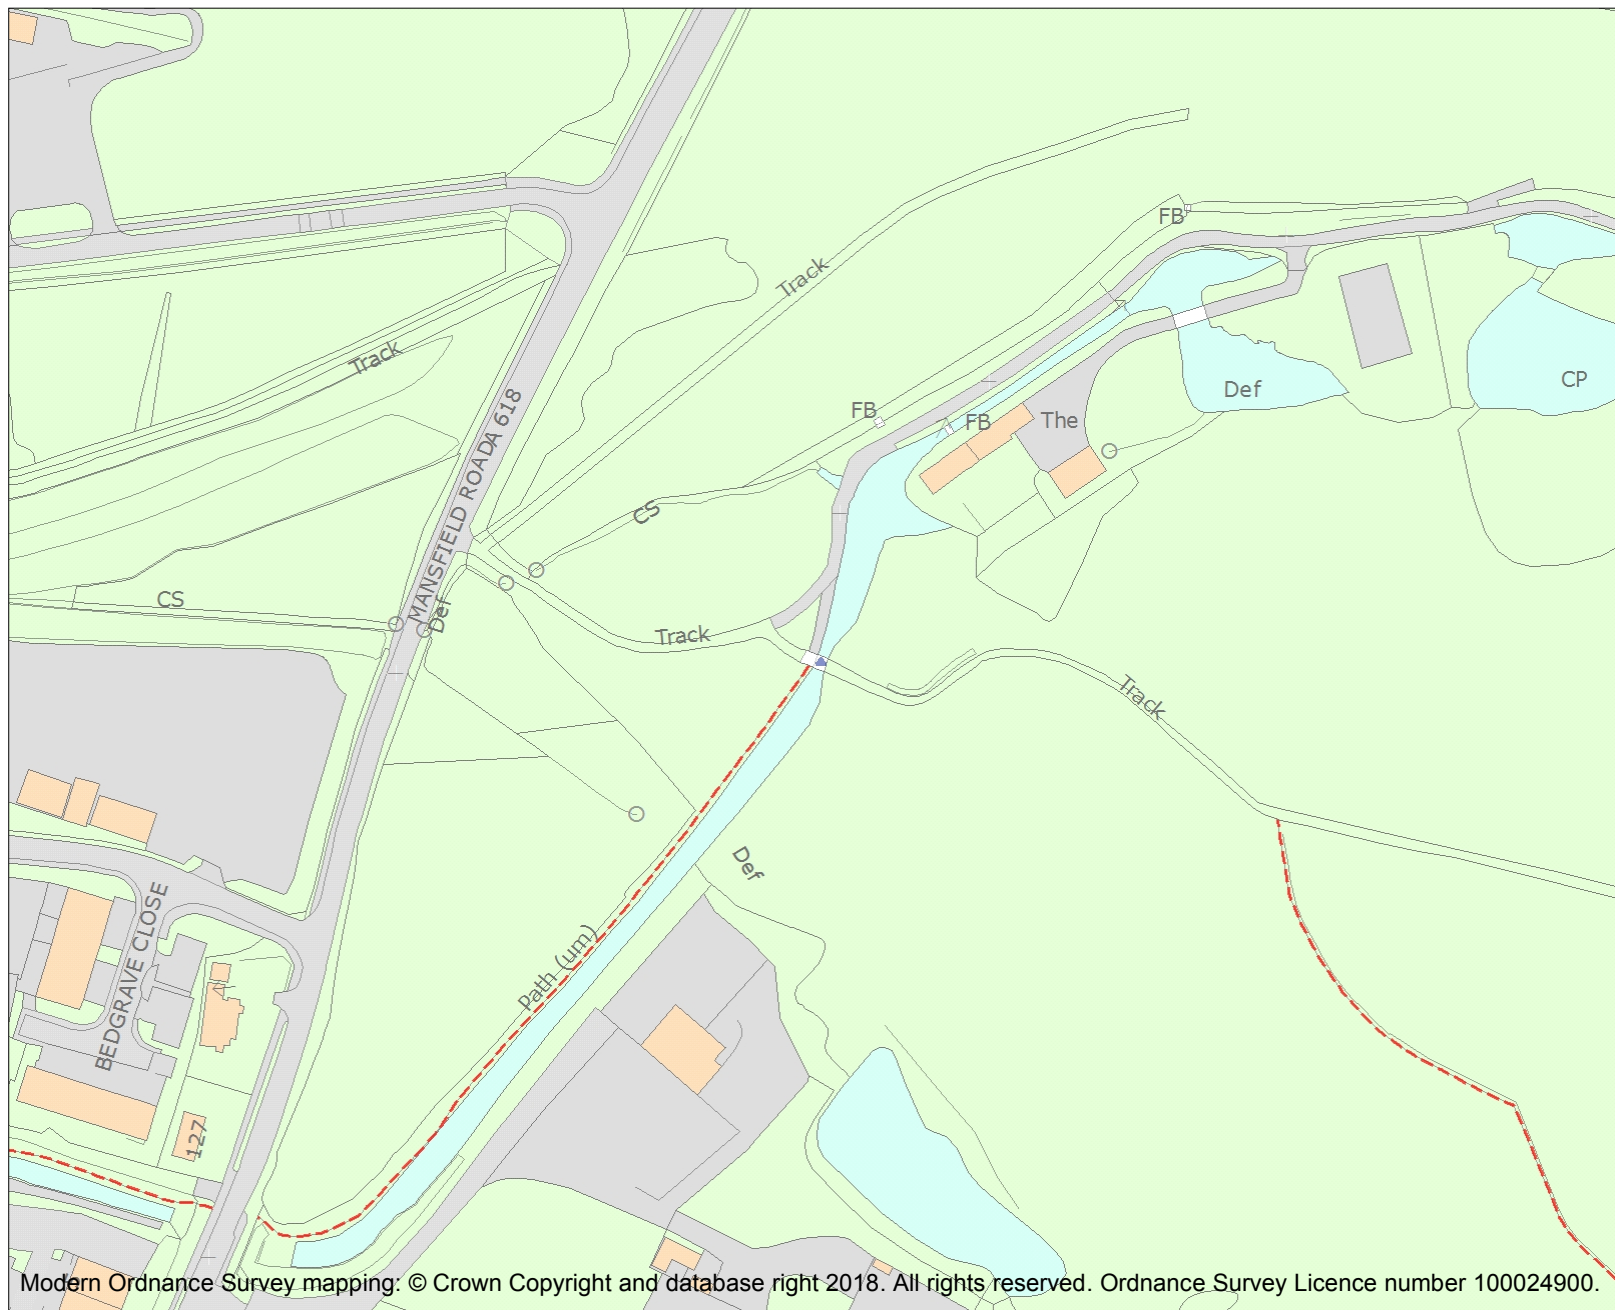 FB
Track
Track
Def
CP
MANSFIELD ROADA 618
FB
FB
The
CS
CS
Def
Track
Track
Def
BEDGRAVE CLOSE
Path (um)
127
Modern Ordnance Survey mapping: © Crown Copyright and database right 2018. All rights reserved. Ordnance Survey Licence number 100024900.